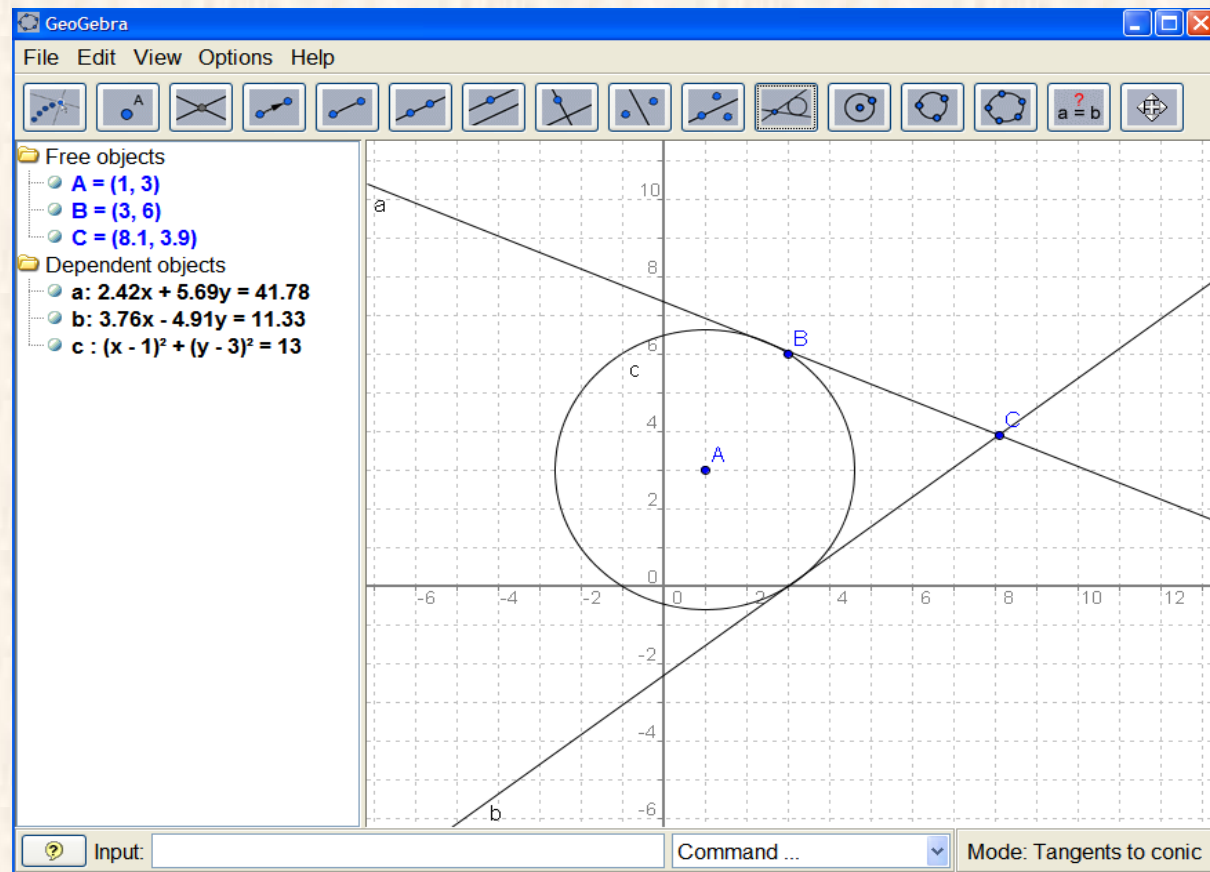 GeoGebra
File Edit View Options Help
A
a ? = b
Free objects
A = (1, 3)
B = (3, 6)
C = (8.1, 3.9)
Dependent objects
a: 2.42x + 5.69y = 41.78
b: 3.76x - 4.91y = 11.33
c : (x - 1)² + (y - 3)² = 13
10
a
8
B
6
c
4
C
A
2
0
-6 -4 -2 0 2 4 6 8 10 12
-2
-4
-6
b
? Input: Command ... Mode: Tangents to conic